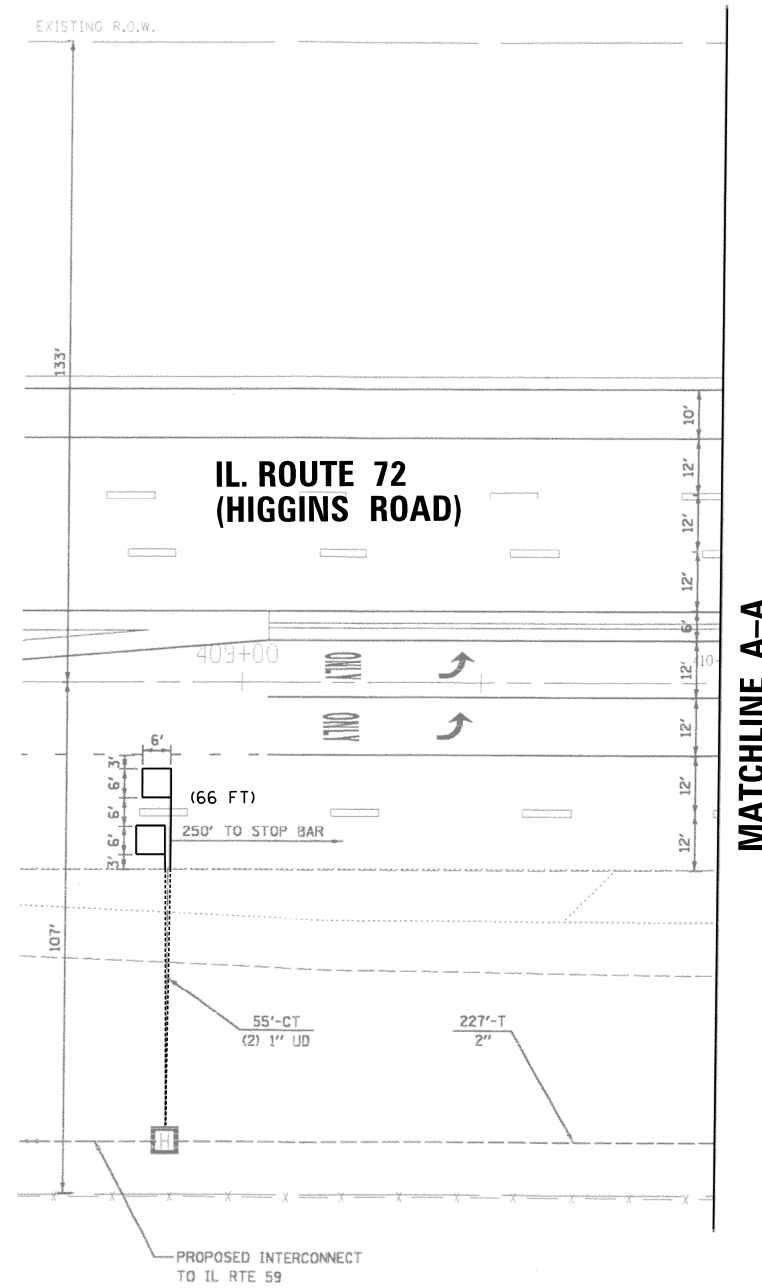 EXISTING R.O.W.
133'
10'
12'
IL. ROUTE 72
(HIGGINS ROAD)
12'
12'
6'
409+00
ONLY
12'
410
ONLY
12'
6'
3'
6'
(66 FT)
12'
6'
250' TO STOP BAR
6'
12'
3'
107'
MATCHLINE A-A
55'-CT
(2) 1" UD
227'-T
2"
H
X X X X X X X X X X X X
PROPOSED INTERCONNECT
TO IL RTE 59